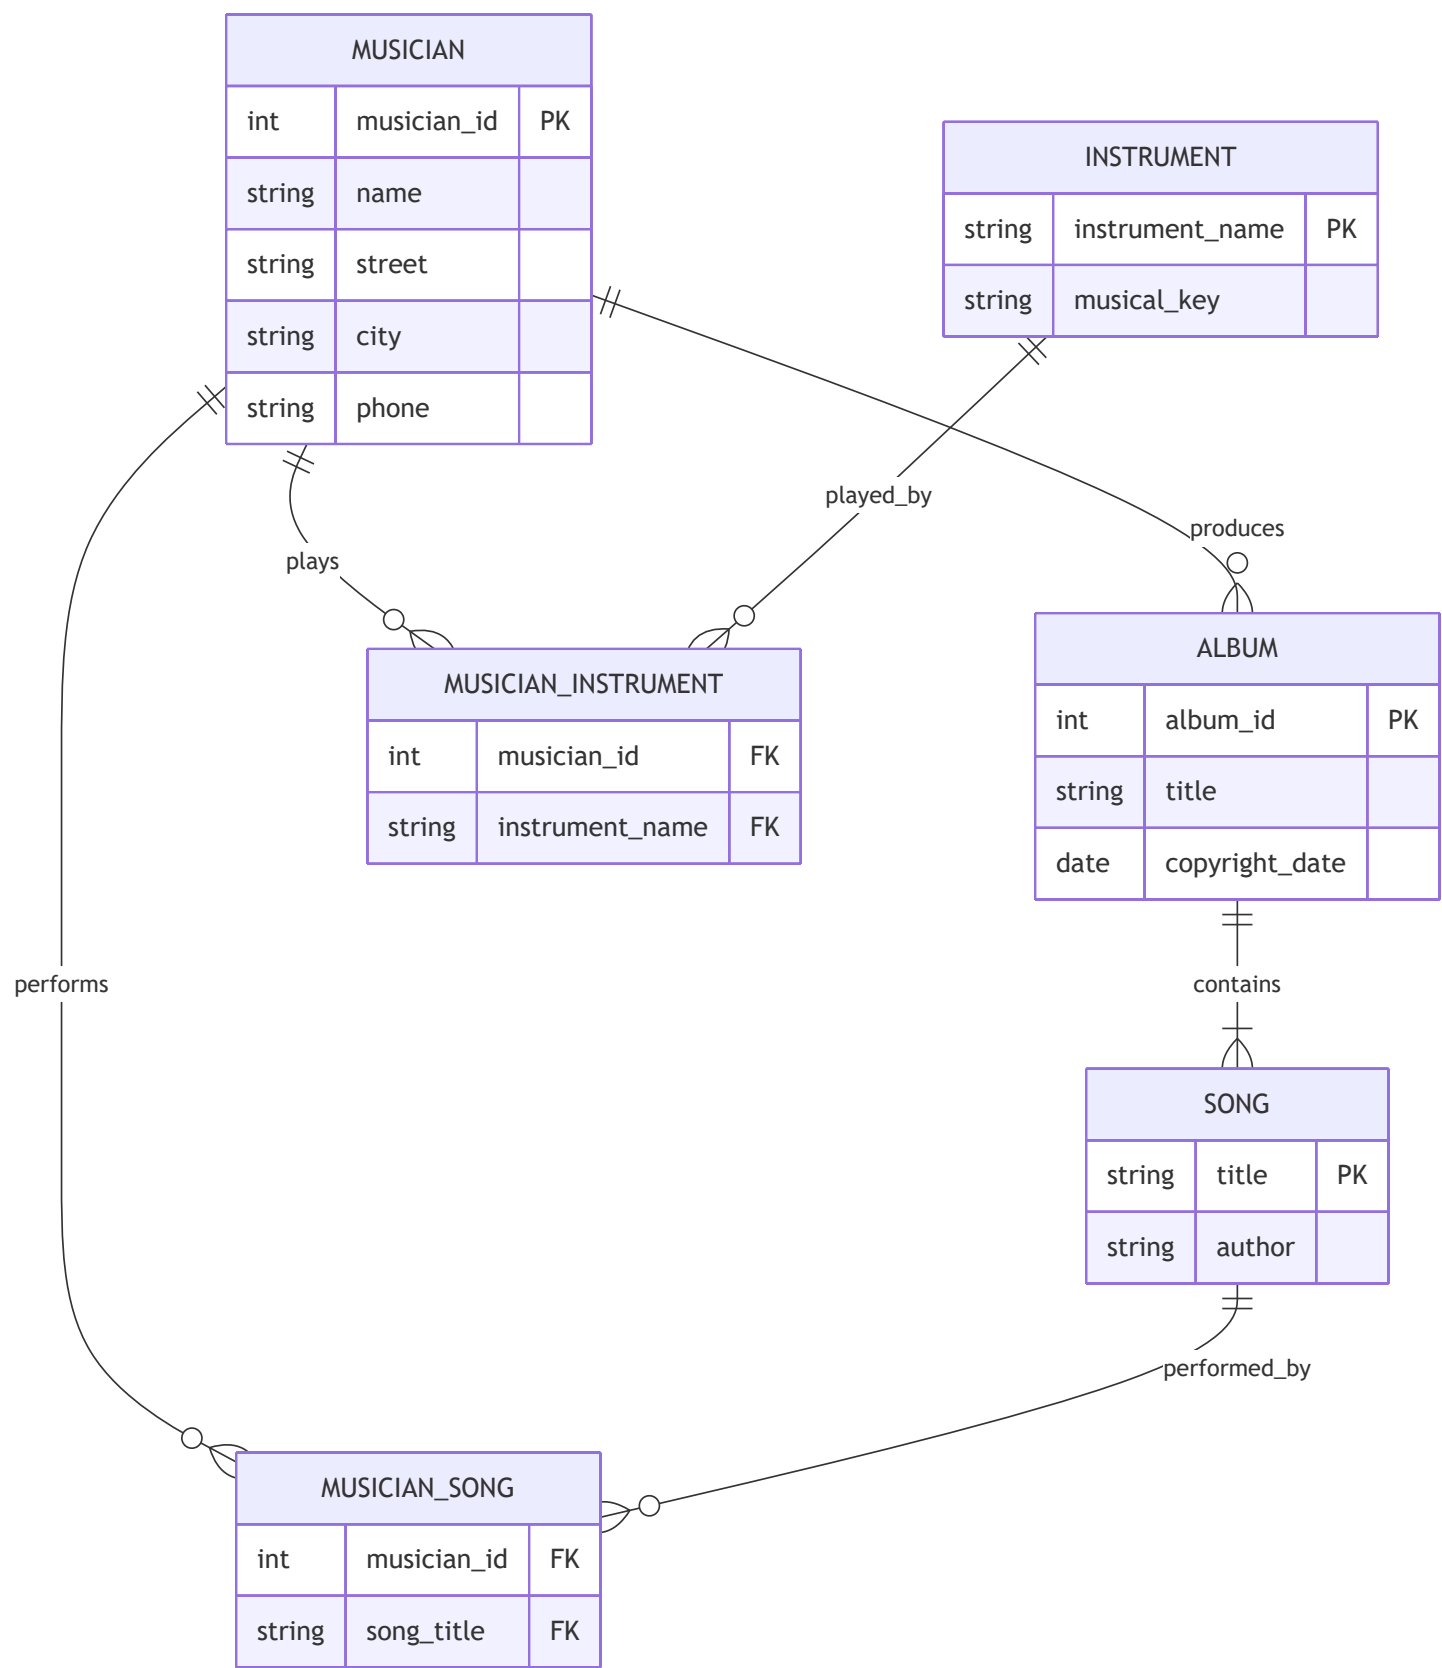 MUSICIAN
int musician_id PK
string name
string street
string city
string phone
INSTRUMENT
string instrument_name PK
string musical_key
played_by
produces
plays
MUSICIAN_INSTRUMENT
int musician_id FK
string instrument_name FK
ALBUM
int album_id PK
string title
date copyright_date
performs
contains
SONG
string title PK
string author
performed_by
MUSICIAN_SONG
int musician_id FK
string song_title FK